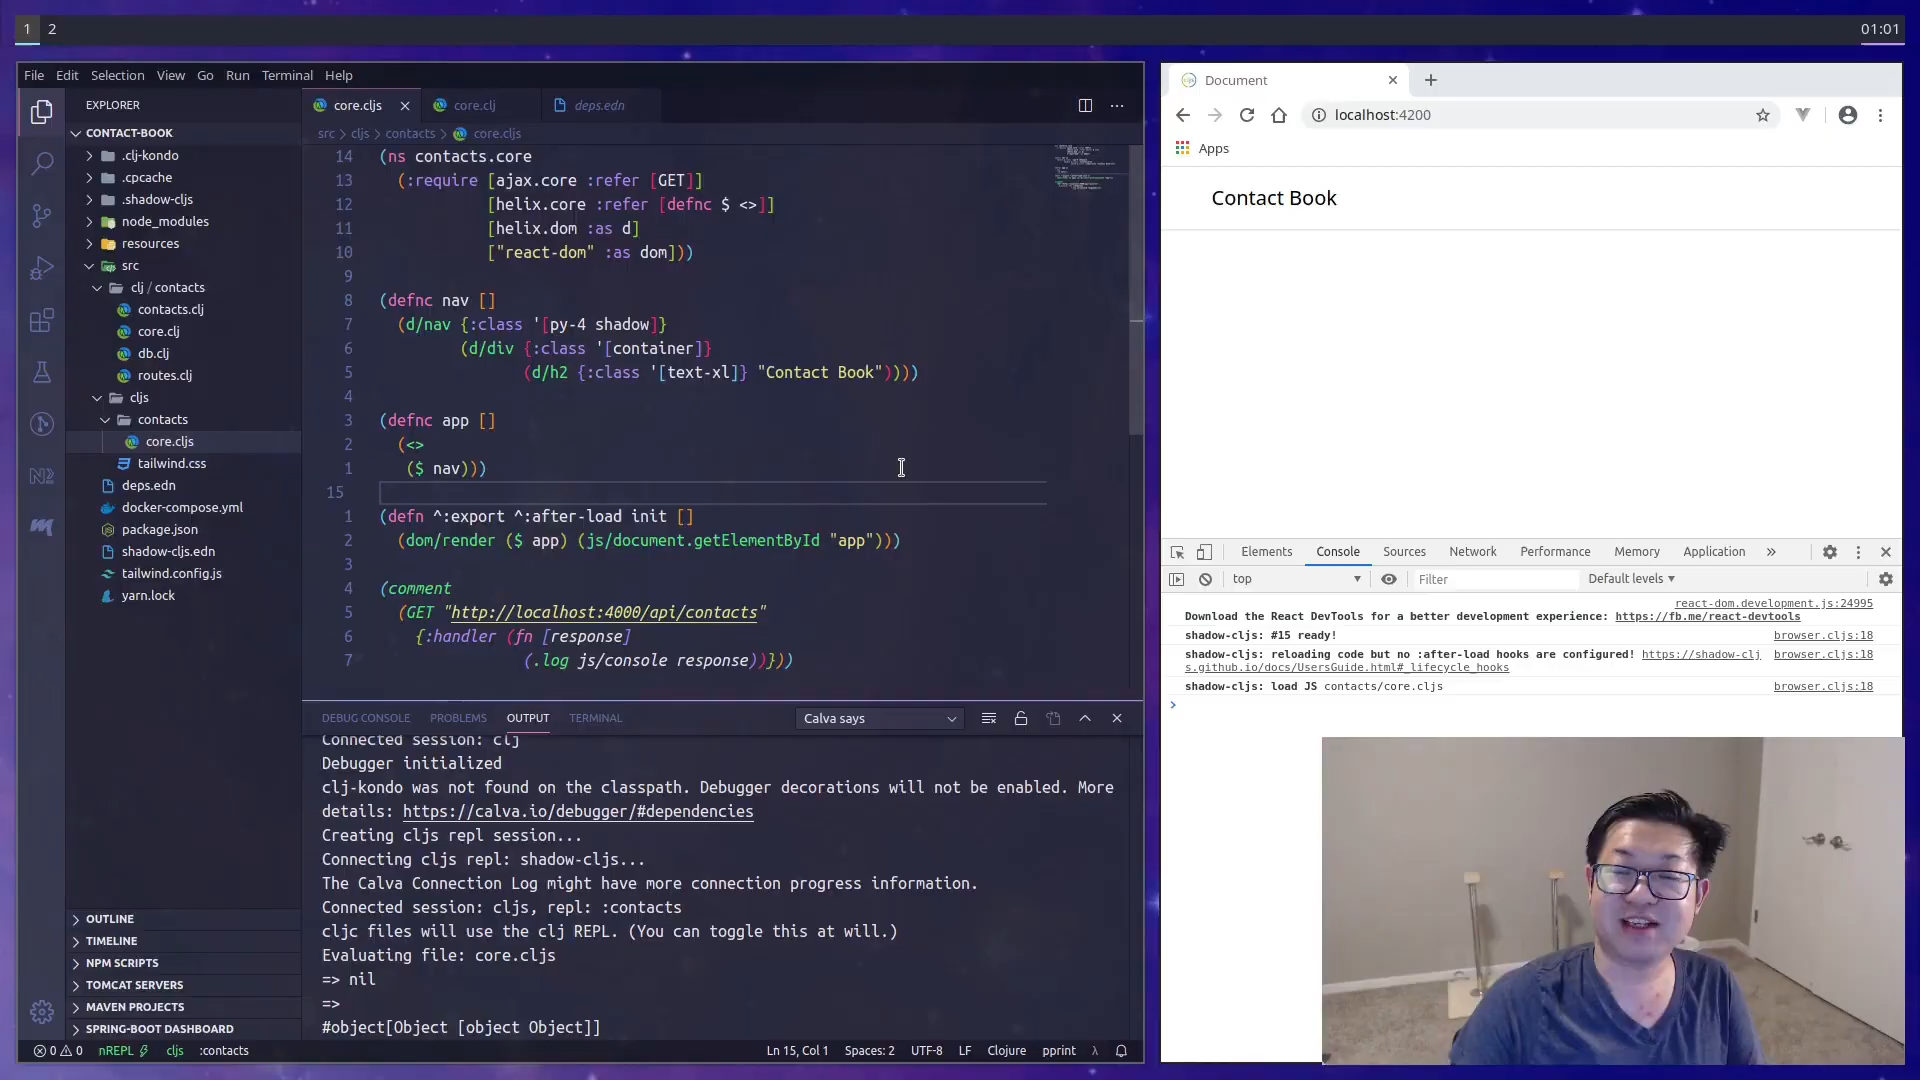 1 2
01:01
File Edit Selection View Go Run Terminal Help
EXPLORER
CONTACT-BOOK
.clj-kondo
.cpcache
.shadow-cljs
node_modules
resources
src
clj / contacts
contacts.clj
core.clj
db.clj
routes.clj
cljs
contacts
core.cljs
tailwind.css
deps.edn
docker-compose.yml
package.json
shadow-cljs.edn
tailwind.config.js
yarn.lock
OUTLINE
TIMELINE
NPM SCRIPTS
TOMCAT SERVERS
MAVEN PROJECTS
SPRING-BOOT DASHBOARD
core.cljs core.clj deps.edn
src > cljs > contacts > core.cljs
14 (ns contacts.core
13 (:require [ajax.core :refer [GET]]
12 [helix.core :refer [defnc $ <>]]
11 [helix.dom :as d]
10 ["react-dom" :as dom]))
9
8 (defnc nav []
7 (d/nav {:class '[py-4 shadow]}
6 (d/div {:class '[container]}
5 (d/h2 {:class '[text-xl]} "Contact Book"))))
4
3 (defnc app []
2 (<>
1 ($ nav)))
15
1 (defn ^:export ^:after-load init []
2 (dom/render ($ app) (js/document.getElementById "app")))
3
4 (comment
5 (GET "http://localhost:4000/api/contacts"
6 {:handler (fn [response]
7 (.log js/console response))}))
DEBUG CONSOLE PROBLEMS OUTPUT TERMINAL Calva says
Connected session: clj
Debugger initialized
clj-kondo was not found on the classpath. Debugger decorations will not be enabled. More
details: https://calva.io/debugger/#dependencies
Creating cljs repl session...
Connecting cljs repl: shadow-cljs...
The Calva Connection Log might have more connection progress information.
Connected session: cljs, repl: :contacts
cljc files will use the clj REPL. (You can toggle this at will.)
Evaluating file: core.cljs
=> nil
=>
#object[Object [object Object]]
0 0 nREPL cljs :contacts Ln 15, Col 1 Spaces: 2 UTF-8 LF Clojure pprint λ
Document
localhost:4200
Apps
Contact Book
Elements Console Sources Network Performance Memory Application »
top Filter Default levels
react-dom.development.js:24995
Download the React DevTools for a better development experience: https://fb.me/react-devtools
shadow-cljs: #15 ready! browser.cljs:18
shadow-cljs: reloading code but no :after-load hooks are configured! https://shadow-clj browser.cljs:18
s.github.io/docs/UsersGuide.html#_lifecycle_hooks
shadow-cljs: load JS contacts/core.cljs browser.cljs:18
>